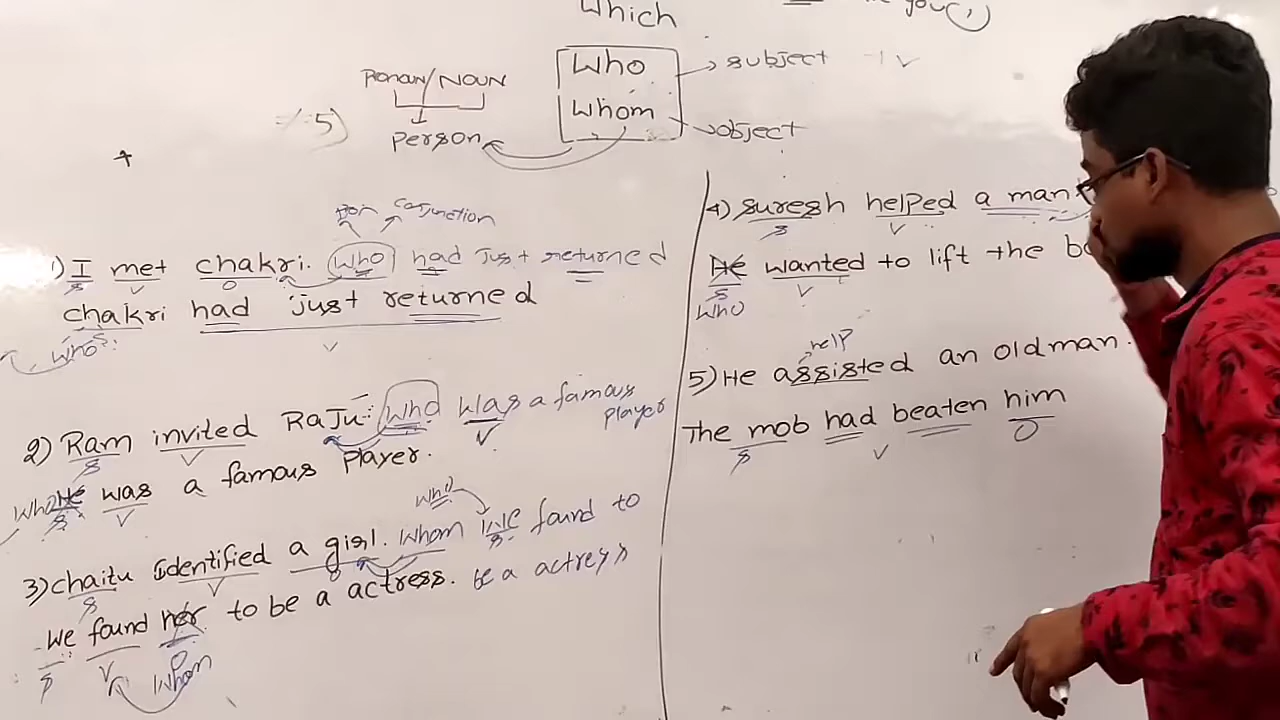 Which
you(,)
Who → subject
Pronoun/NOUN
Whom → object
5)
Person
conjunction
1) I met chakri. who had just returned
S V O
chakri had just returned
who V
2) Ram invited RaJu. who was a famous player
S V V
Who He was a famous Player.
S V
who
3) chaitu identified a girl. whom we found to be a actress
S V O S
we found her to be a actress.
S V O
whom
4) suresh helped a man
S V
He wanted to lift the
S V
who
help
5) He assisted an old man.
The mob had beaten him
S V O